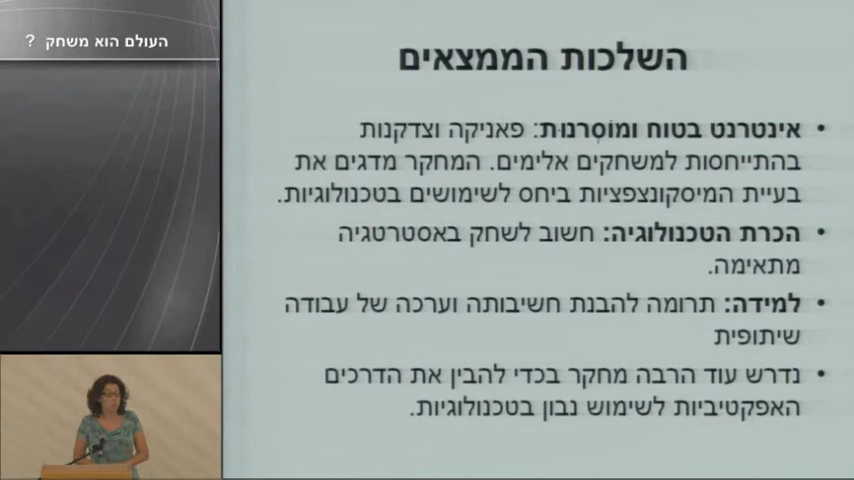 העולם הוא משחק ?
השלכות הממצאים
• אינטרנט בטוח ומוֹסְרנות: פאניקה וצדקנות
בהתייחסות למשחקים אלימים. המחקר מדגים את
בעיית המיסקונצפציות ביחס לשימושים בטכנולוגיות.
• הכרת הטכנולוגיה: חשוב לשחק באסטרטגיה
מתאימה.
• למידה: תרומה להבנת חשיבותה וערכה של עבודה
שיתופית
• נדרש עוד הרבה מחקר בכדי להבין את הדרכים
האפקטיביות לשימוש נבון בטכנולוגיות.